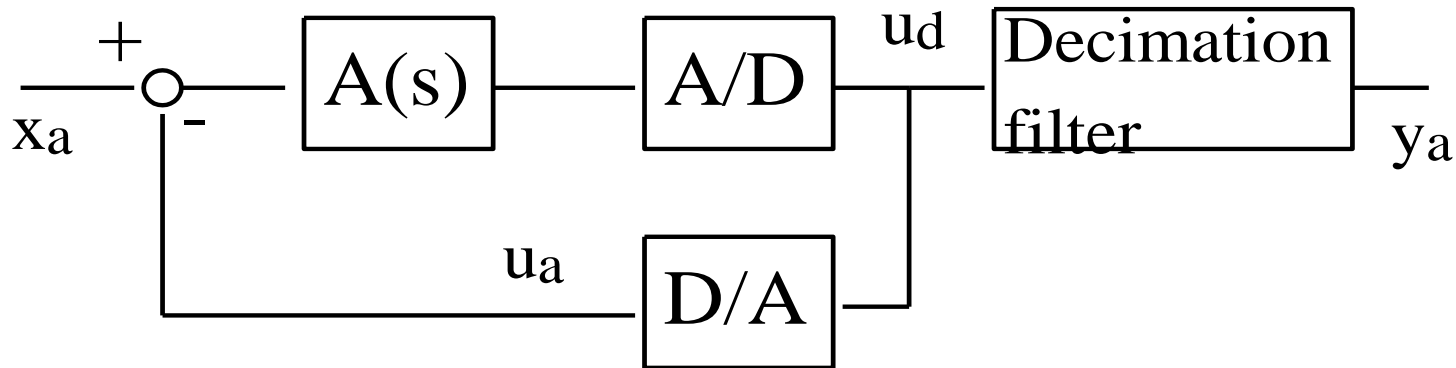 +
A(s)
A/D
ud
Decimation
filter
xa
-
ya
ua
D/A